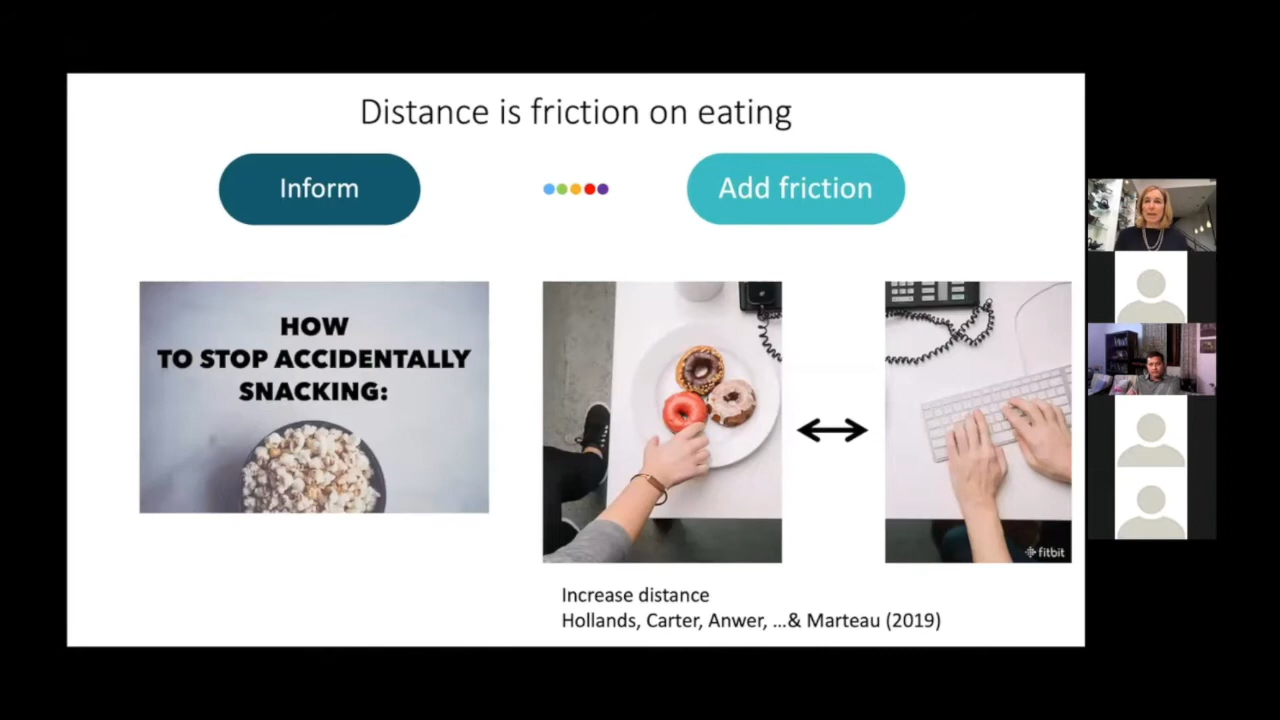 Distance is friction on eating
Inform
Add friction
HOW
TO STOP ACCIDENTALLY
SNACKING:
fitbit
Increase distance
Hollands, Carter, Anwer, …& Marteau (2019)